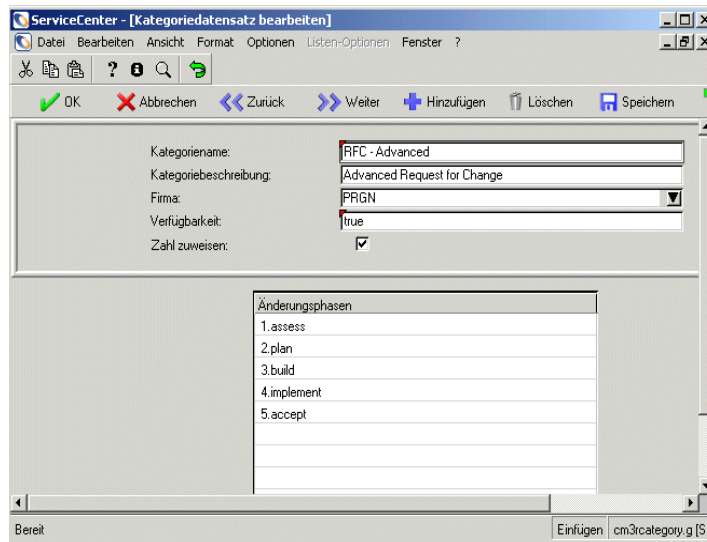 ServiceCenter - [Kategoriedatensatz bearbeiten]
Datei Bearbeiten Ansicht Format Optionen Listen-Optionen Fenster ?
OK Abbrechen Zurück Weiter Hinzufügen Löschen Speichern
Kategoriename: RFC - Advanced
Kategoriebeschreibung: Advanced Request for Change
Firma: PRGN
Verfügbarkeit: true
Zahl zuweisen:
Änderungsphasen
1.assess
2.plan
3.build
4.implement
5.accept
Bereit Einfügen cm3rcategory.g [S